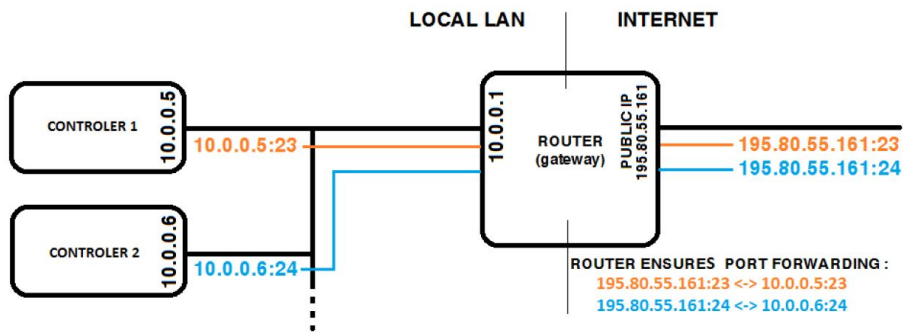 LOCAL LAN
INTERNET
CONTROLER 1
10.0.0.5
10.0.0.5:23
10.0.0.1
ROUTER
(gateway)
PUBLIC IP
195.80.55.161
195.80.55.161:23
195.80.55.161:24
CONTROLER 2
10.0.0.6
10.0.0.6:24
ROUTER ENSURES PORT FORWARDING :
195.80.55.161:23 <-> 10.0.0.5:23
195.80.55.161:24 <-> 10.0.0.6:24